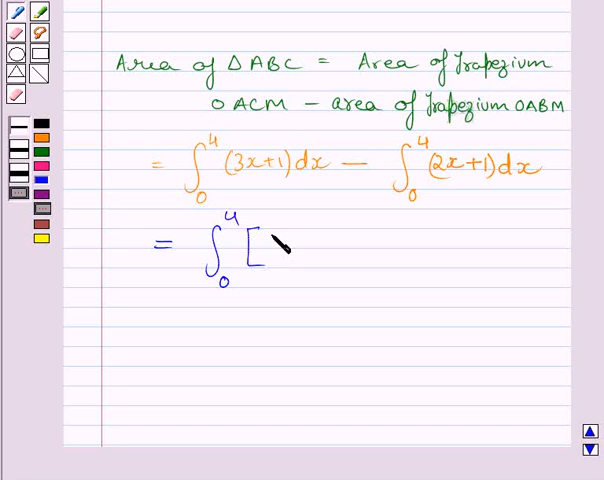 Area of △ABC = Area of Trapezium
OACM - area of Trapezium OABM
= ∫₀⁴ (3x+1)dx — ∫₀⁴ (2x+1)dx
= ∫₀⁴ [